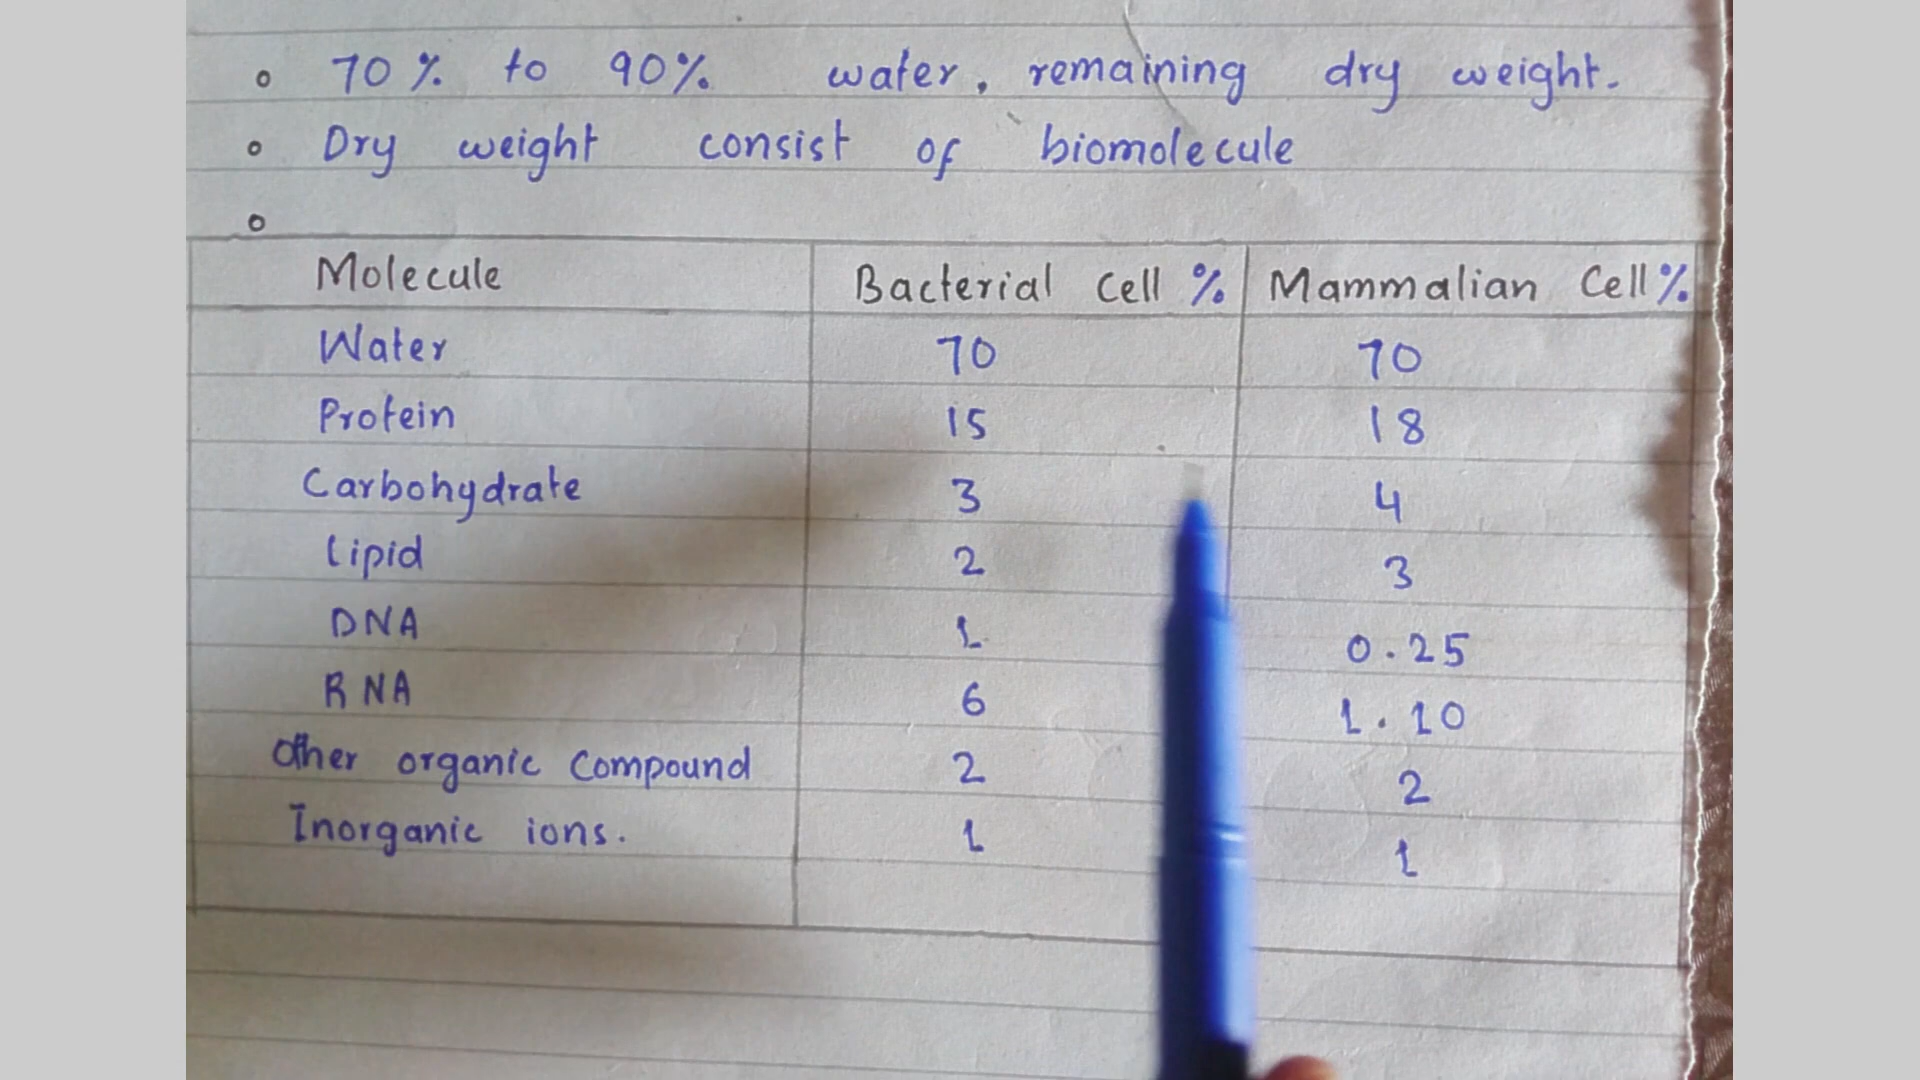 70% to 90% water. remaining dry weight.
Dry weight consist of biomolecule
Molecule Bacterial Cell % Mammalian Cell %
Water 70 70
Protein 15 18
Carbohydrate 3 4
Lipid 2 3
DNA 1 0.25
RNA 6 1.10
Other organic Compound 2 2
Inorganic ions. 1 1